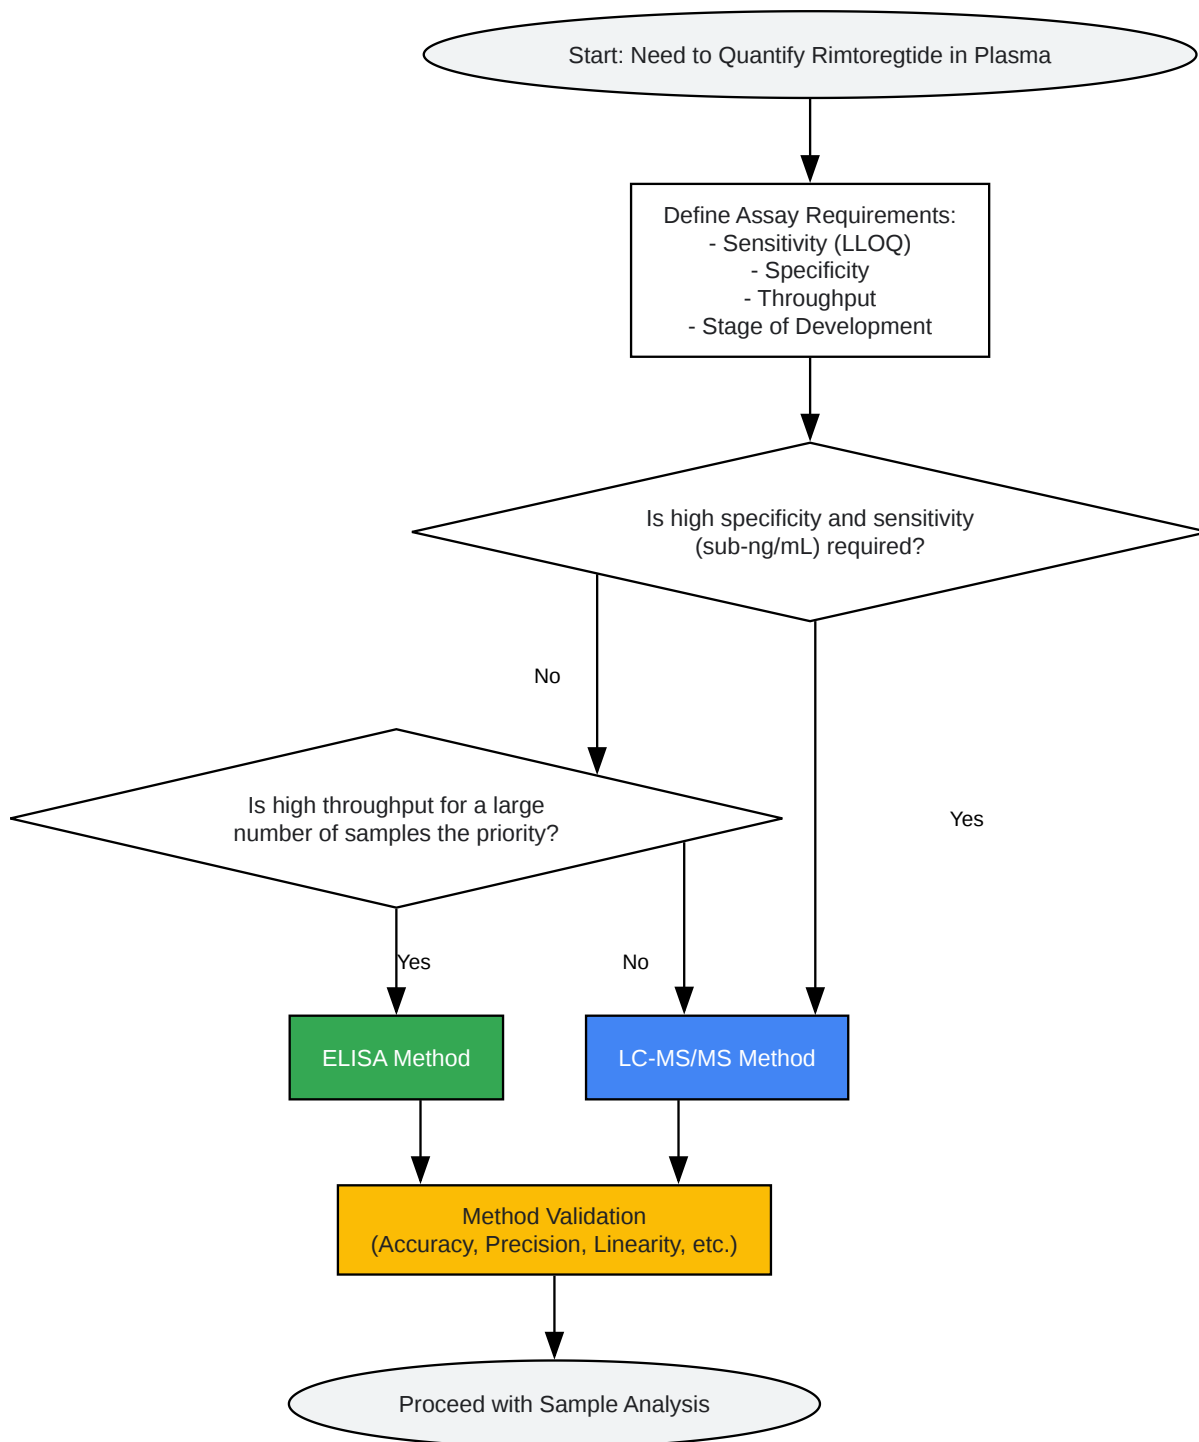 Start: Need to Quantify Rimtoregtide in Plasma
Define Assay Requirements:
- Sensitivity (LLOQ)
- Specificity
- Throughput
- Stage of Development
Is high specificity and sensitivity
(sub-ng/mL) required?
No
Is high throughput for a large
number of samples the priority?
Yes
Yes
No
ELISA Method
LC-MS/MS Method
Method Validation
(Accuracy, Precision, Linearity, etc.)
Proceed with Sample Analysis